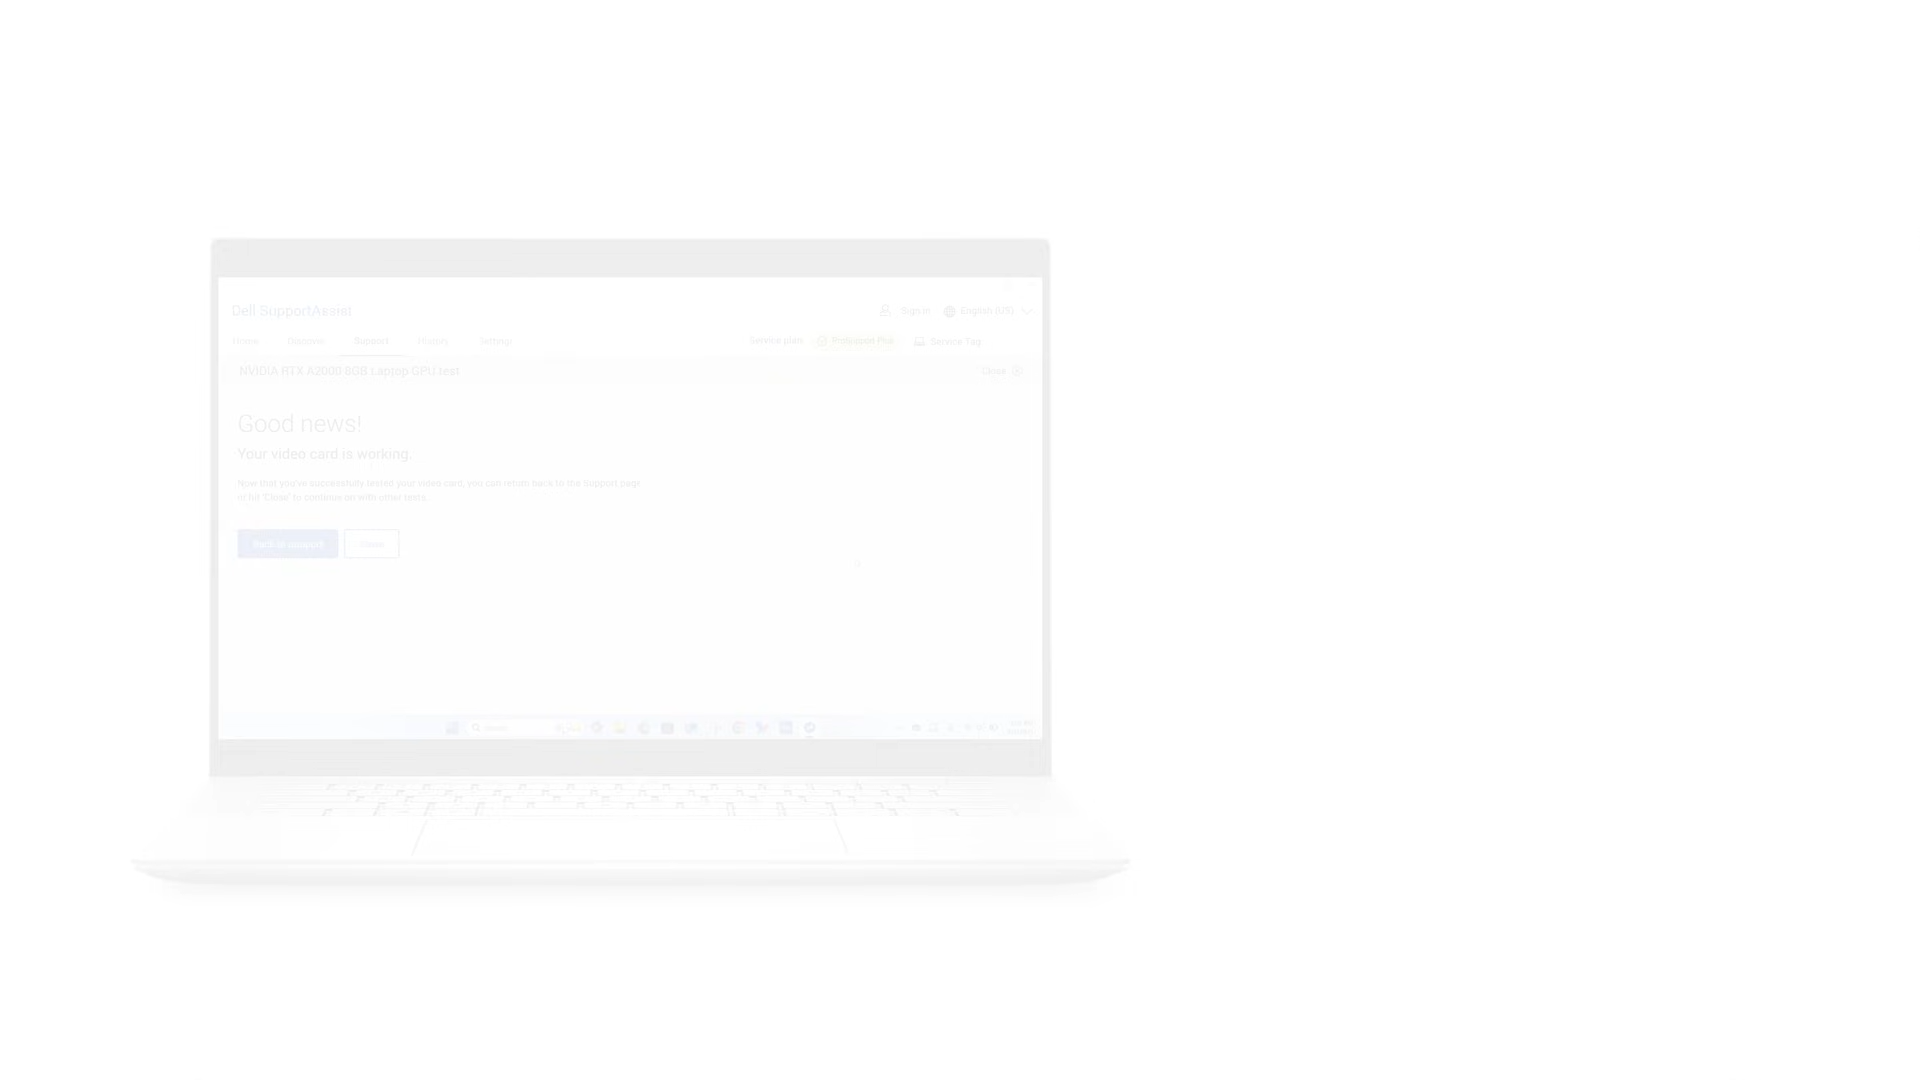 Dell SupportAssist
Sign in English (US)
Home Discover Support History Settings
Service plan: ProSupport Plus Service Tag:
NVIDIA RTX A2000 8GB Laptop GPU test
Close
Good news!
Your video card is working.
Now that you've successfully tested your video card, you can return back to the Support page
or hit 'Close' to continue on with other tests.
Back to support Close
Search